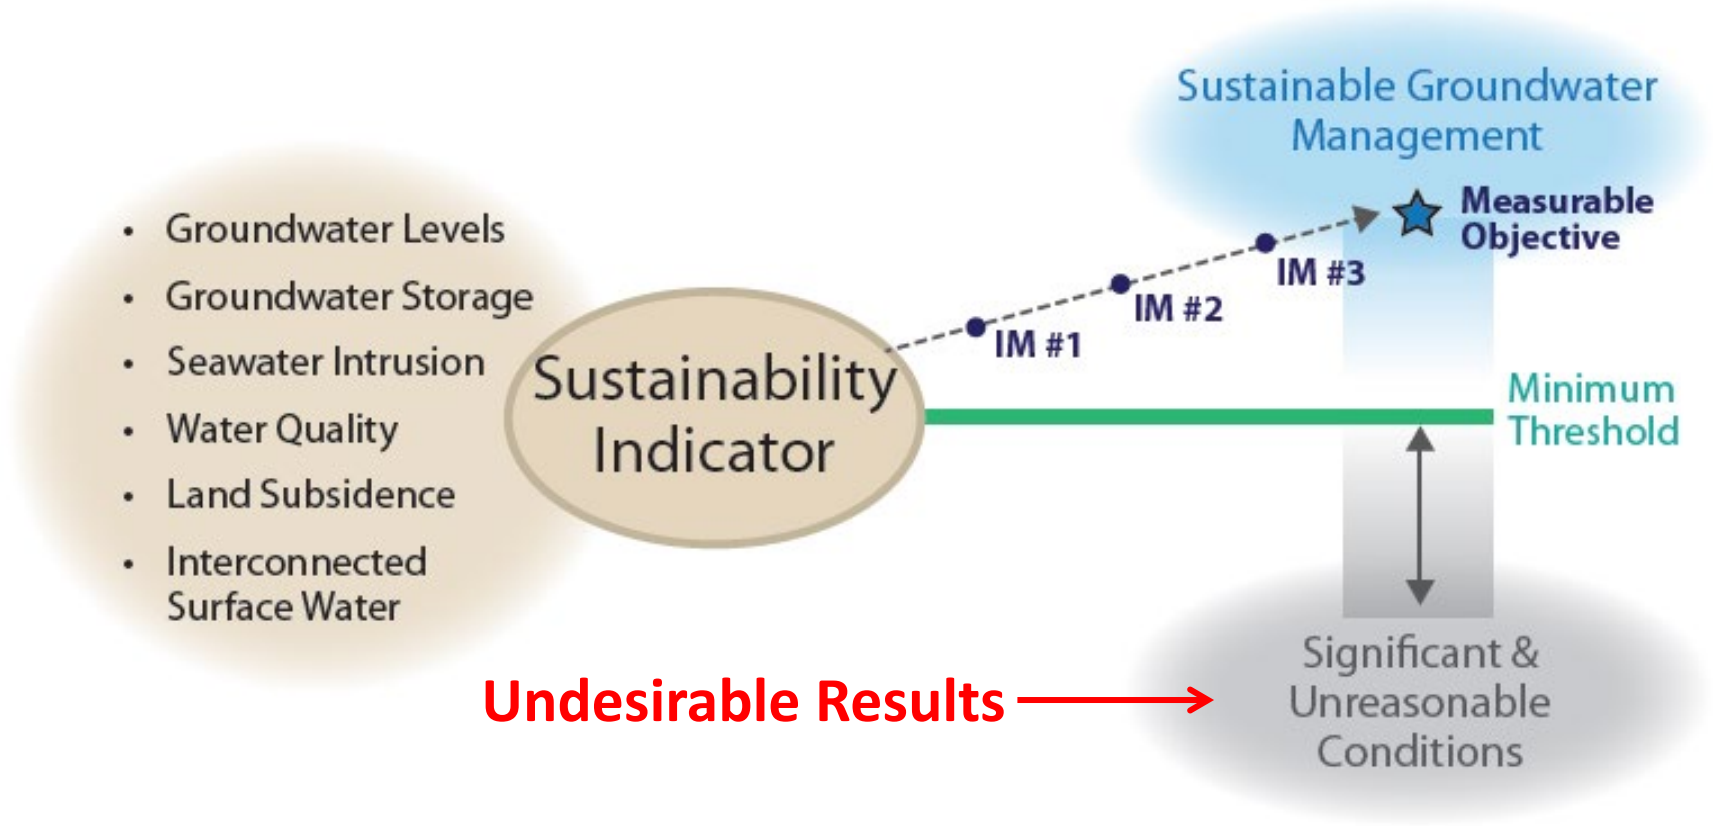 • Groundwater Levels
• Groundwater Storage
• Seawater Intrusion
• Water Quality
• Land Subsidence
• Interconnected
Surface Water
Sustainability
Indicator
IM #1
IM #2
IM #3
Sustainable Groundwater
Management
Measurable
Objective
Minimum
Threshold
Undesirable Results
Significant &
Unreasonable
Conditions